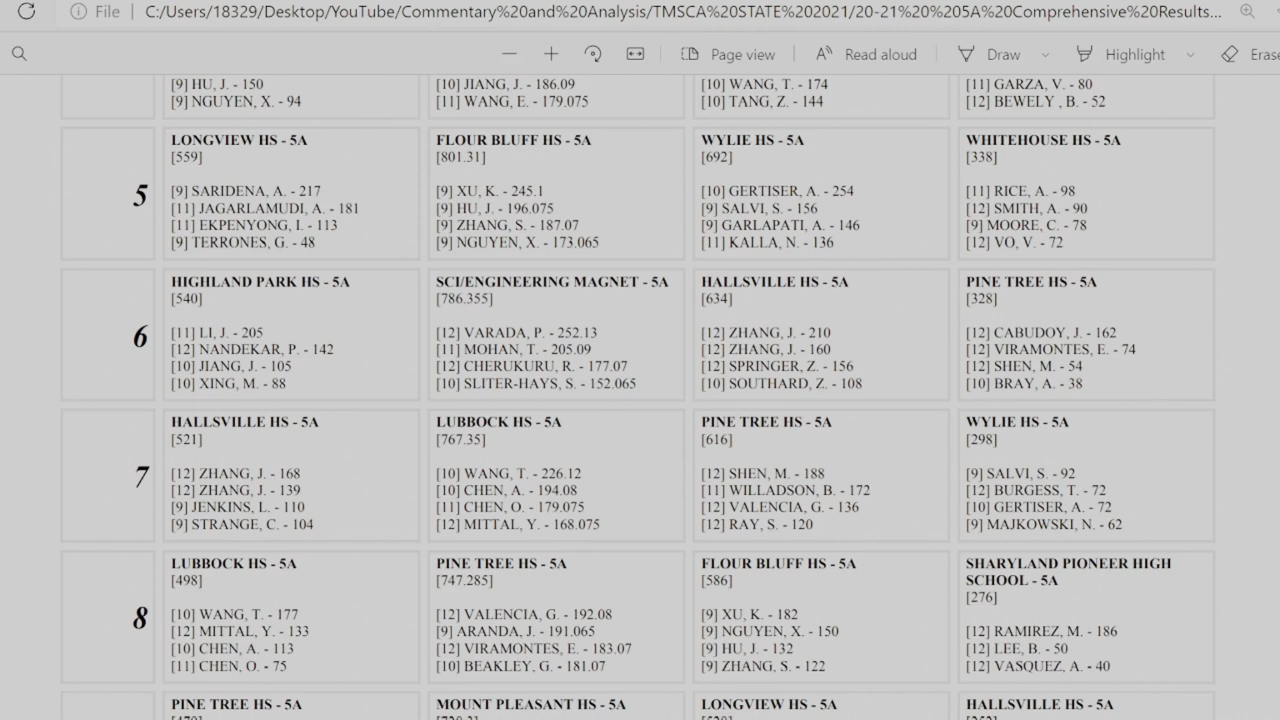 File C:/Users/18329/Desktop/YouTube/Commentary%20and%20Analysis/TMSCA%20STATE%202021/20-21%20%205A%20Comprehensive%20Results...
Page view Read aloud Draw Highlight Erase
[9] HU, J. - 150
[9] NGUYEN, X. - 94
[10] JIANG, J. - 186.09
[11] WANG, E. - 179.075
[10] WANG, T. - 174
[10] TANG, Z. - 144
[11] GARZA, V. - 80
[12] BEWELY , B. - 52
5
LONGVIEW HS - 5A
[559]
[9] SARIDENA, A. - 217
[11] JAGARLAMUDI, A. - 181
[11] EKPENYONG, I. - 113
[9] TERRONES, G. - 48
FLOUR BLUFF HS - 5A
[801.31]
[9] XU, K. - 245.1
[9] HU, J. - 196.075
[9] ZHANG, S. - 187.07
[9] NGUYEN, X. - 173.065
WYLIE HS - 5A
[692]
[10] GERTISER, A. - 254
[9] SALVI, S. - 156
[9] GARLAPATI, A. - 146
[11] KALLA, N. - 136
WHITEHOUSE HS - 5A
[338]
[11] RICE, A. - 98
[12] SMITH, A. - 90
[9] MOORE, C. - 78
[12] VO, V. - 72
6
HIGHLAND PARK HS - 5A
[540]
[11] LI, J. - 205
[12] NANDEKAR, P. - 142
[10] JIANG, J. - 105
[10] XING, M. - 88
SCI/ENGINEERING MAGNET - 5A
[786.355]
[12] VARADA, P. - 252.13
[11] MOHAN, T. - 205.09
[12] CHERUKURU, R. - 177.07
[10] SLITER-HAYS, S. - 152.065
HALLSVILLE HS - 5A
[634]
[12] ZHANG, J. - 210
[12] ZHANG, J. - 160
[12] SPRINGER, Z. - 156
[10] SOUTHARD, Z. - 108
PINE TREE HS - 5A
[328]
[12] CABUDOY, J. - 162
[12] VIRAMONTES, E. - 74
[12] SHEN, M. - 54
[10] BRAY, A. - 38
7
HALLSVILLE HS - 5A
[521]
[12] ZHANG, J. - 168
[12] ZHANG, J. - 139
[9] JENKINS, L. - 110
[9] STRANGE, C. - 104
LUBBOCK HS - 5A
[767.35]
[10] WANG, T. - 226.12
[10] CHEN, A. - 194.08
[11] CHEN, O. - 179.075
[12] MITTAL, Y. - 168.075
PINE TREE HS - 5A
[616]
[12] SHEN, M. - 188
[11] WILLADSON, B. - 172
[12] VALENCIA, G. - 136
[12] RAY, S. - 120
WYLIE HS - 5A
[298]
[9] SALVI, S. - 92
[12] BURGESS, T. - 72
[10] GERTISER, A. - 72
[9] MAJKOWSKI, N. - 62
8
LUBBOCK HS - 5A
[498]
[10] WANG, T. - 177
[12] MITTAL, Y. - 133
[10] CHEN, A. - 113
[11] CHEN, O. - 75
PINE TREE HS - 5A
[747.285]
[12] VALENCIA, G. - 192.08
[9] ARANDA, J. - 191.065
[12] VIRAMONTES, E. - 183.07
[10] BEAKLEY, G. - 181.07
FLOUR BLUFF HS - 5A
[586]
[9] XU, K. - 182
[9] NGUYEN, X. - 150
[9] HU, J. - 132
[9] ZHANG, S. - 122
SHARYLAND PIONEER HIGH
SCHOOL - 5A
[276]
[12] RAMIREZ, M. - 186
[12] LEE, B. - 50
[12] VASQUEZ, A. - 40
PINE TREE HS - 5A
MOUNT PLEASANT HS - 5A
LONGVIEW HS - 5A
HALLSVILLE HS - 5A